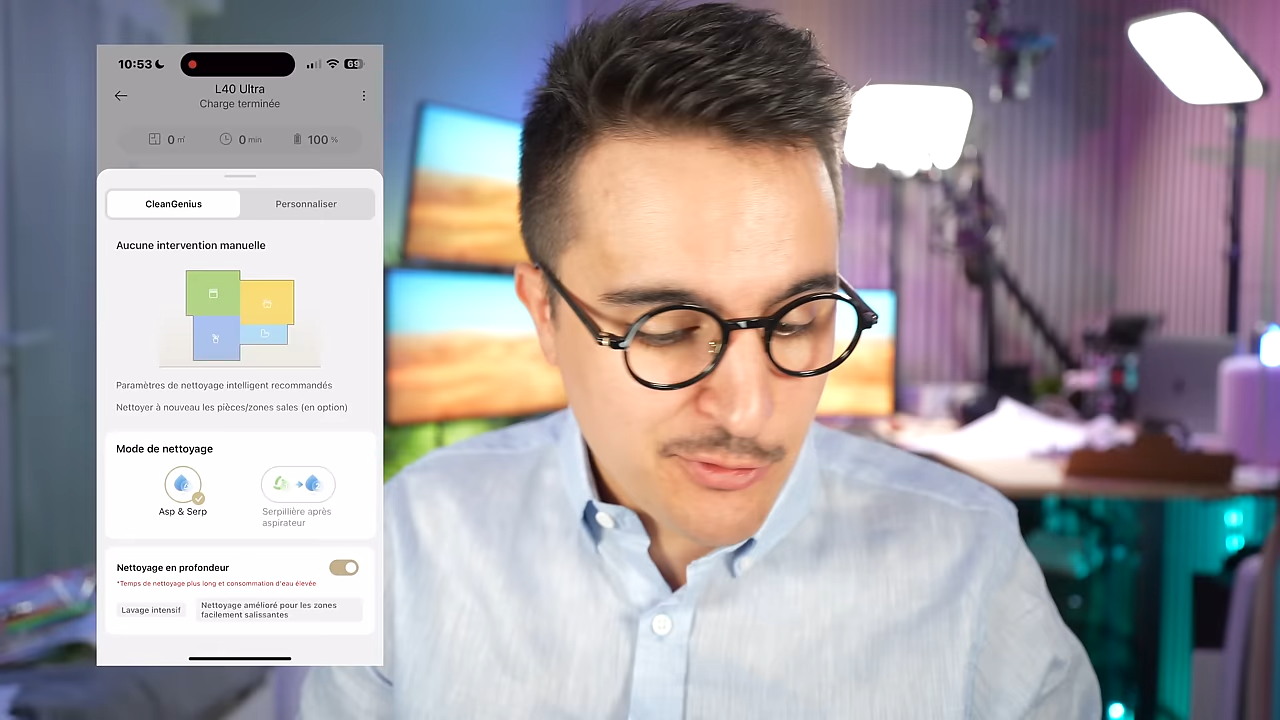 10:53
69
L40 Ultra
Charge terminée
0 ㎡
0 min
100 %
CleanGenius
Personnaliser
Aucune intervention manuelle
Paramètres de nettoyage intelligent recommandés
Nettoyer à nouveau les pièces/zones sales (en option)
Mode de nettoyage
Asp & Serp
Serpillière après
aspirateur
Nettoyage en profondeur
*Temps de nettoyage plus long et consommation d'eau élevée
Lavage intensif
Nettoyage amélioré pour les zones
facilement salissantes